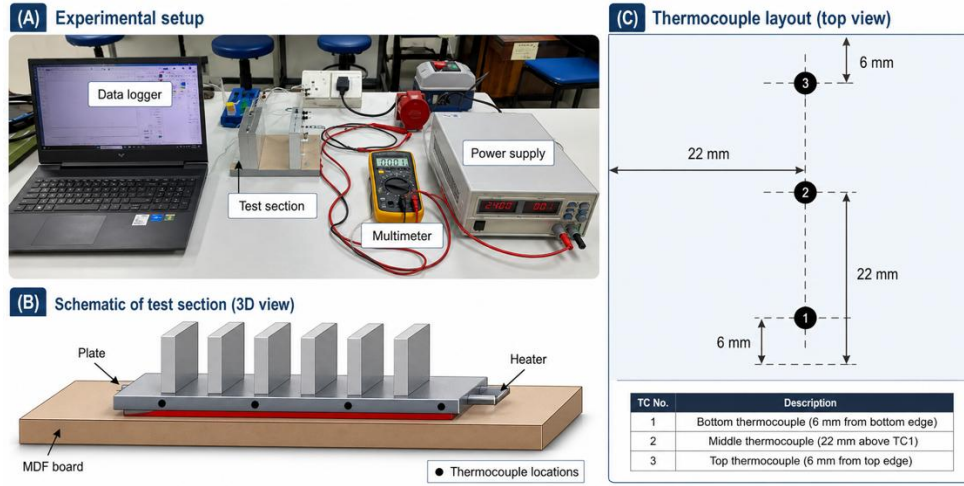 (A) Experimental setup
Data logger
Test section
Multimeter
Power supply
(B) Schematic of test section (3D view)
Plate
Heater
MDF board
Thermocouple locations
(C) Thermocouple layout (top view)
6 mm
3
22 mm
2
22 mm
1
6 mm
TC No. Description
1 Bottom thermocouple (6 mm from bottom edge)
2 Middle thermocouple (22 mm above TC1)
3 Top thermocouple (6 mm from top edge)